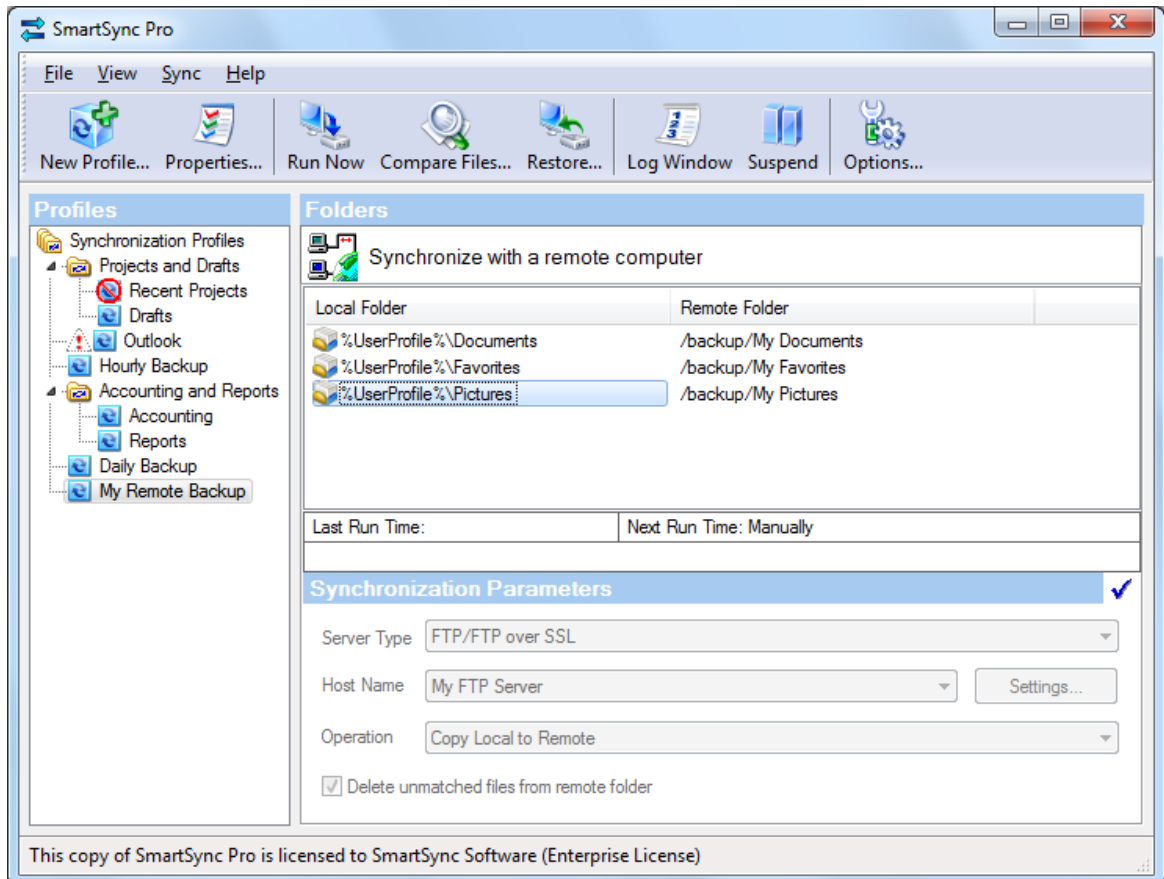 SmartSync Pro
File View Sync Help
New Profile... Properties... Run Now Compare Files... Restore... Log Window Suspend Options...
Profiles
Synchronization Profiles
Projects and Drafts
Recent Projects
Drafts
Outlook
Hourly Backup
Accounting and Reports
Accounting
Reports
Daily Backup
My Remote Backup
Folders
Synchronize with a remote computer
Local Folder Remote Folder
%UserProfile%\Documents /backup/My Documents
%UserProfile%\Favorites /backup/My Favorites
%UserProfile%\Pictures /backup/My Pictures
Last Run Time: Next Run Time: Manually
Synchronization Parameters
Server Type FTP/FTP over SSL
Host Name My FTP Server Settings...
Operation Copy Local to Remote
Delete unmatched files from remote folder
This copy of SmartSync Pro is licensed to SmartSync Software (Enterprise License)